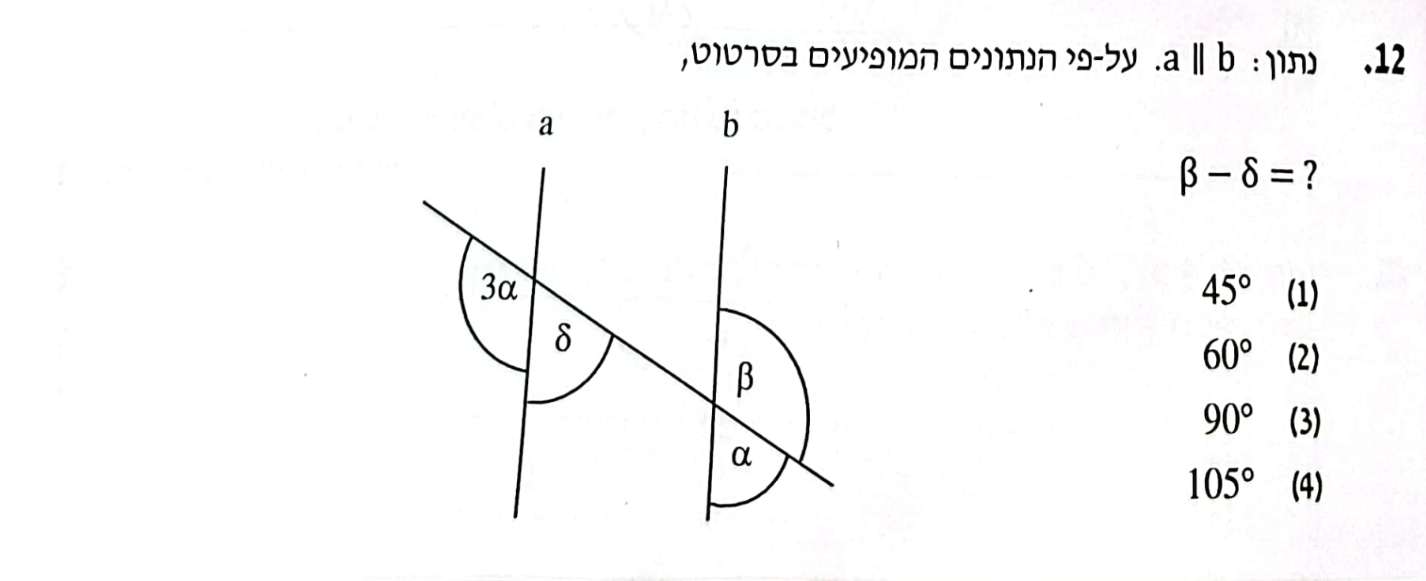 12. נתון: a || b. על-פי הנתונים המופיעים בסרטוט,
a b
β – δ = ?
3α
δ
β
α
(1) 45°
(2) 60°
(3) 90°
(4) 105°